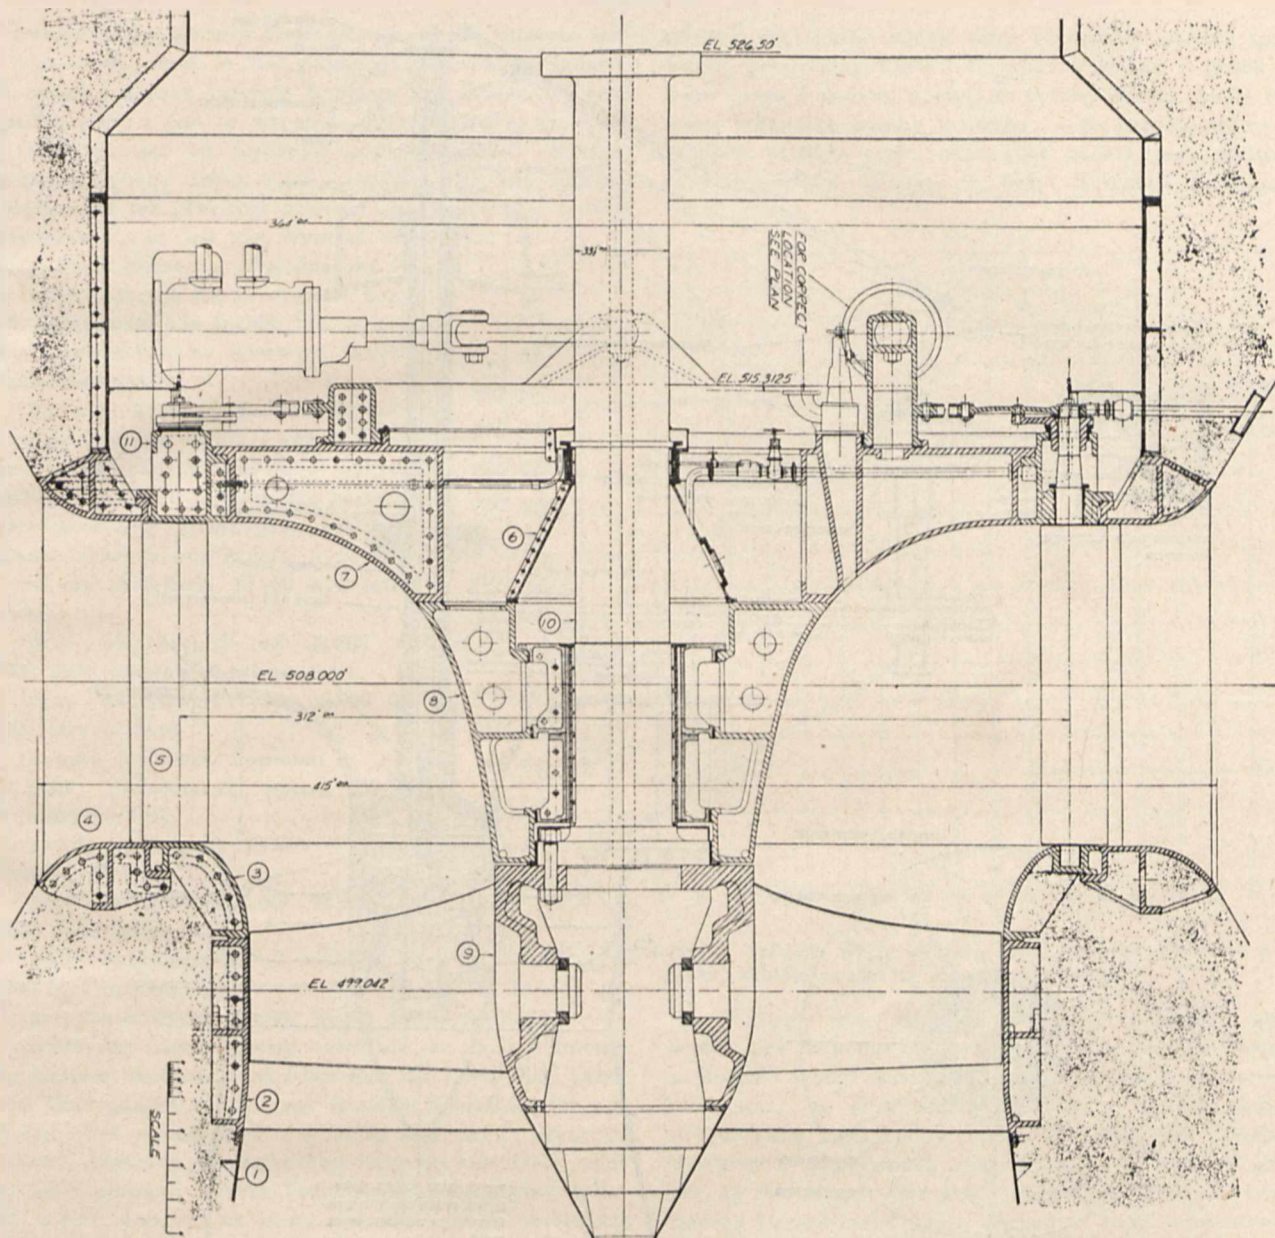 EL 526.50'
364" DIA
33½" DIA
FOR CORRECT
LOCATION
SEE PLAN
EL 515.3125
11
6
7
10
EL 508.000'
8
312" DIA
5
415" DIA
4
3
9
EL 499.042'
2
SCALE
1